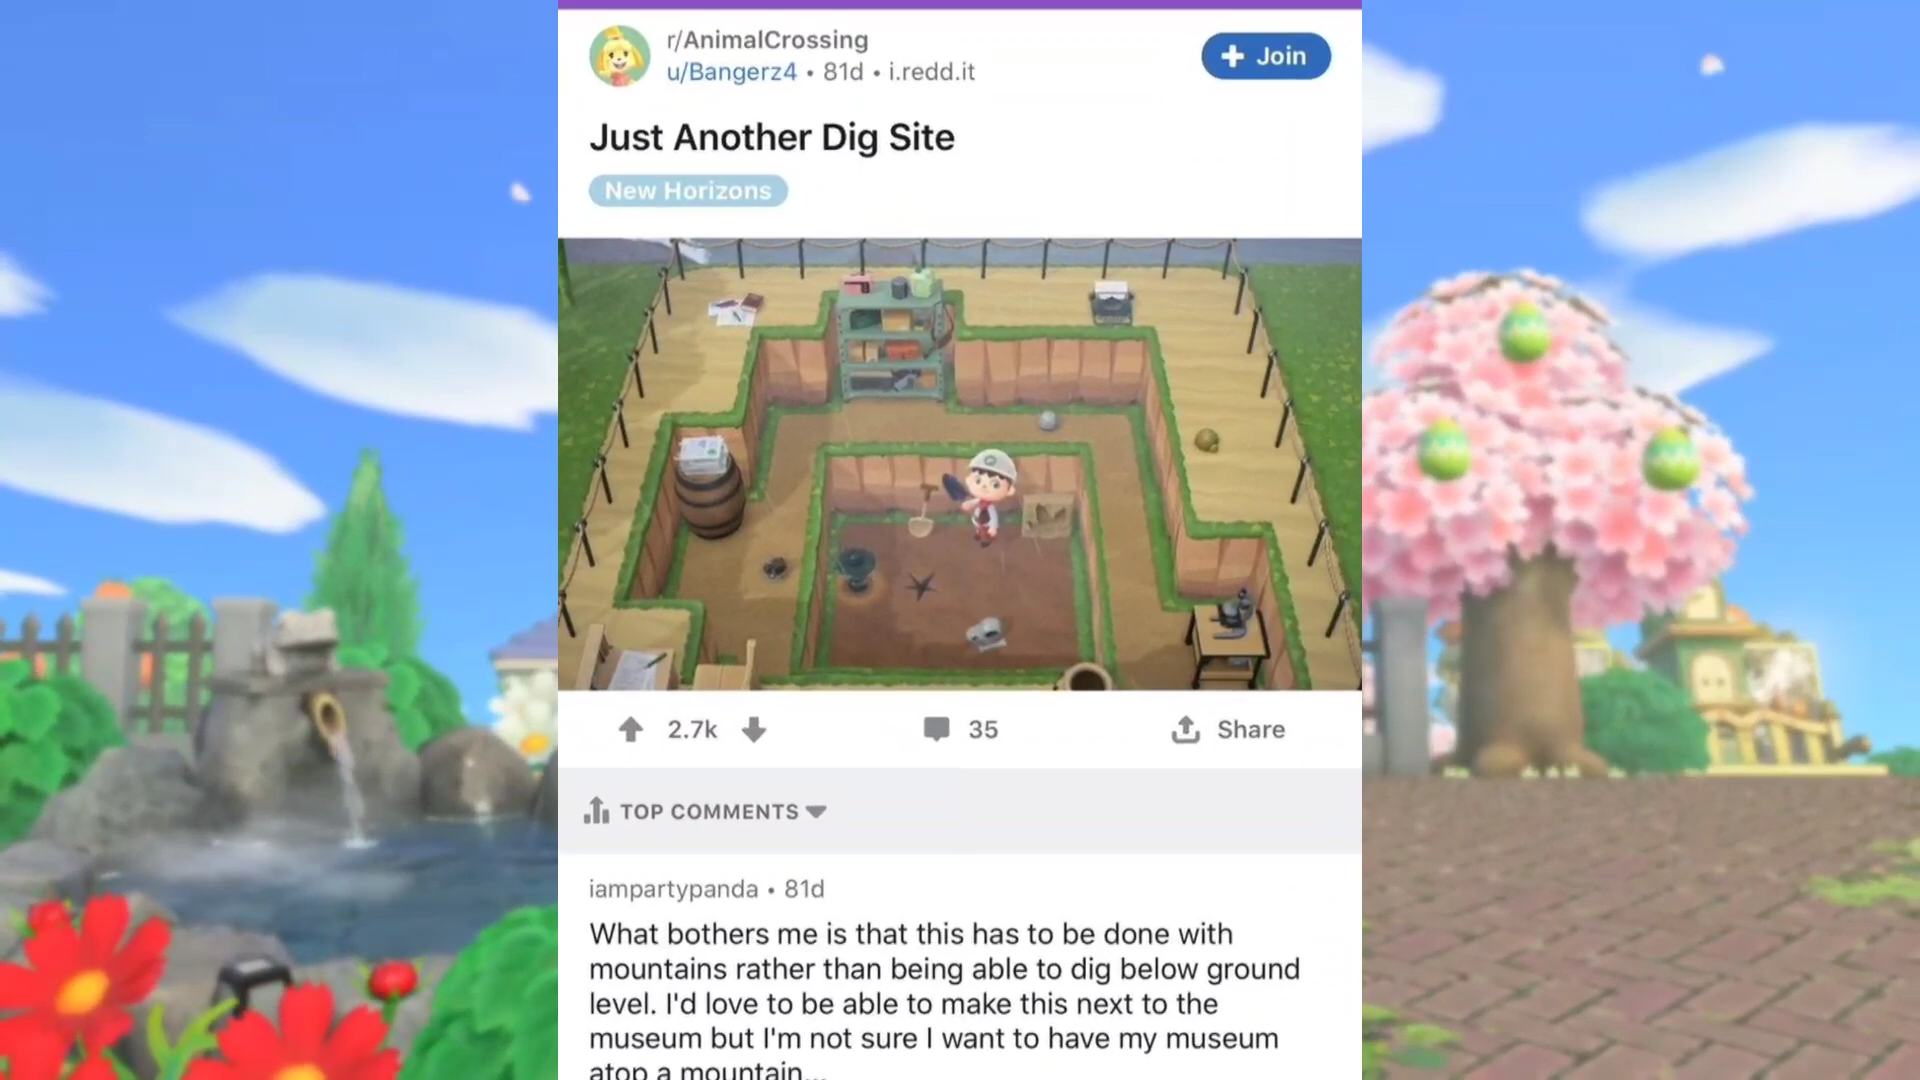 r/AnimalCrossing
u/Bangerz4 • 81d • i.redd.it
Join
Just Another Dig Site
New Horizons
2.7k
35
Share
TOP COMMENTS
iampartypanda • 81d
What bothers me is that this has to be done with
mountains rather than being able to dig below ground
level. I'd love to be able to make this next to the
museum but I'm not sure I want to have my museum
atop a mountain...